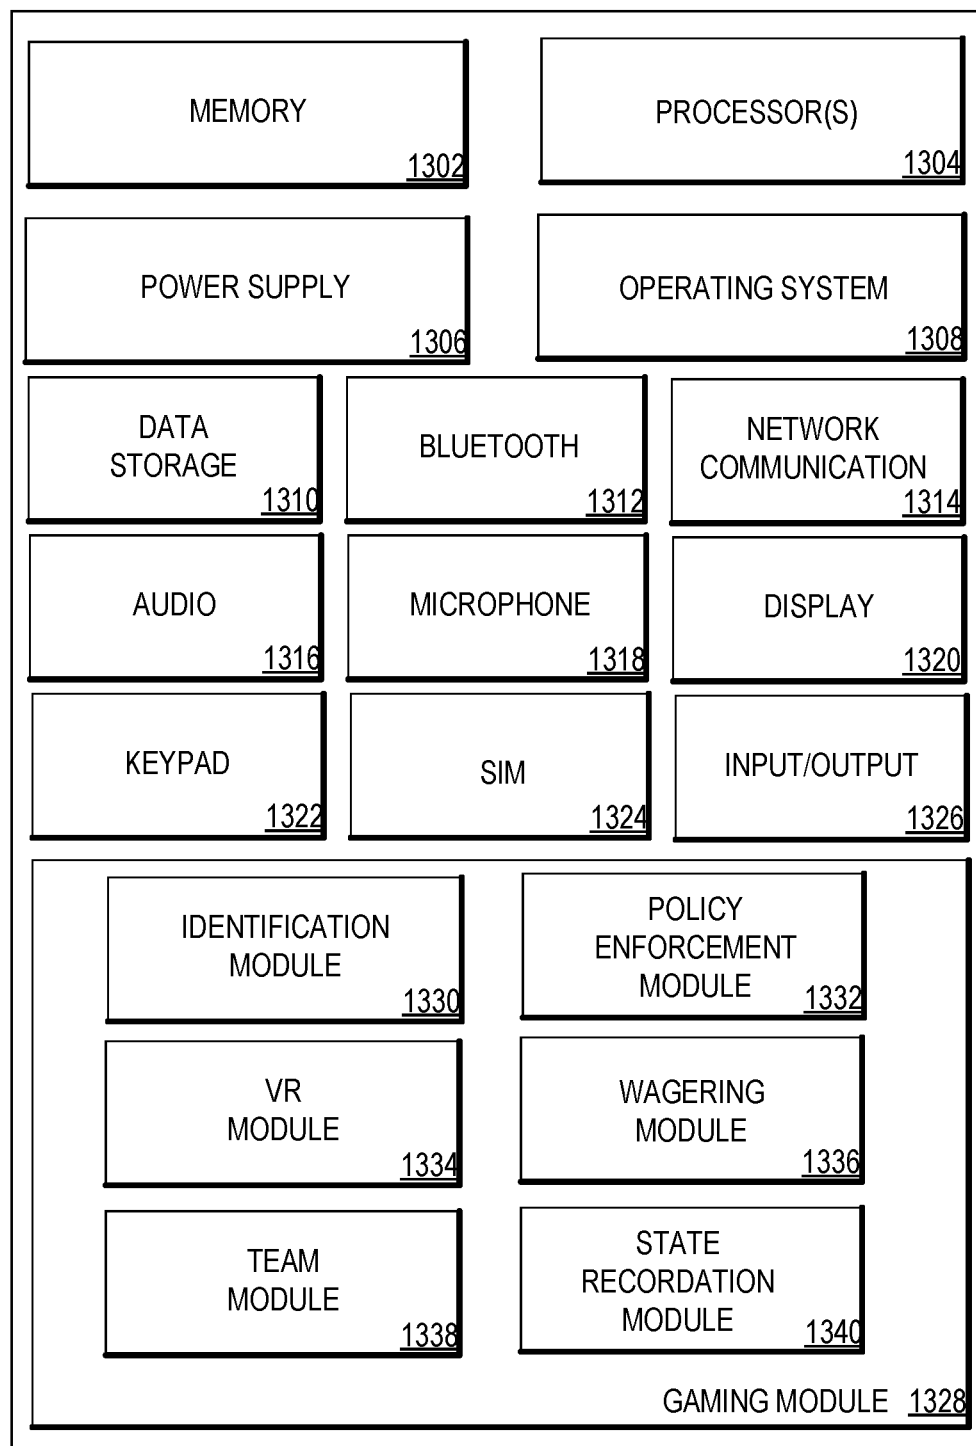 MEMORY
1302
PROCESSOR(S)
1304
POWER SUPPLY
1306
OPERATING SYSTEM
1308
DATA
STORAGE
1310
BLUETOOTH
1312
NETWORK
COMMUNICATION
1314
AUDIO
1316
MICROPHONE
1318
DISPLAY
1320
KEYPAD
1322
SIM
1324
INPUT/OUTPUT
1326
IDENTIFICATION
MODULE
1330
POLICY
ENFORCEMENT
MODULE
1332
VR
MODULE
1334
WAGERING
MODULE
1336
TEAM
MODULE
1338
STATE
RECORDATION
MODULE
1340
GAMING MODULE 1328